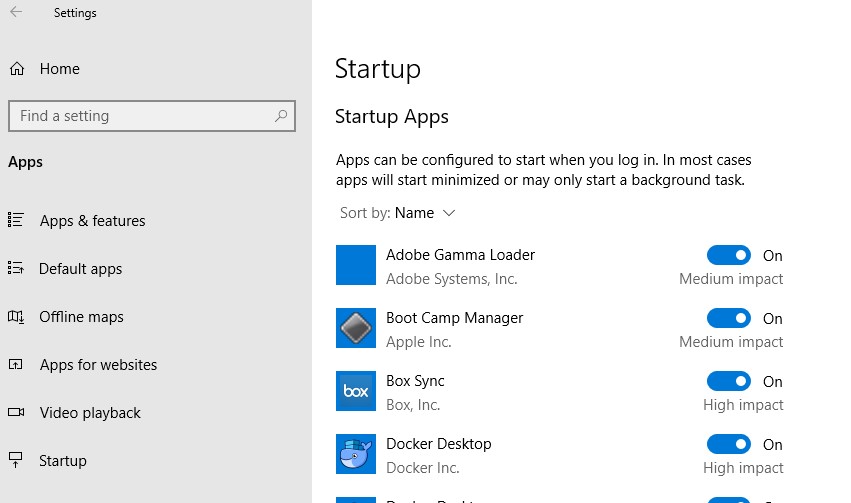 Settings
Home
Find a setting
Apps
Apps & features
Default apps
Offline maps
Apps for websites
Video playback
Startup
Startup
Startup Apps
Apps can be configured to start when you log in. In most cases
apps will start minimized or may only start a background task.
Sort by: Name
Adobe Gamma Loader
On
Adobe Systems, Inc.
Medium impact
Boot Camp Manager
On
Apple Inc.
Medium impact
box
Box Sync
On
Box, Inc.
High impact
Docker Desktop
On
Docker Inc.
High impact